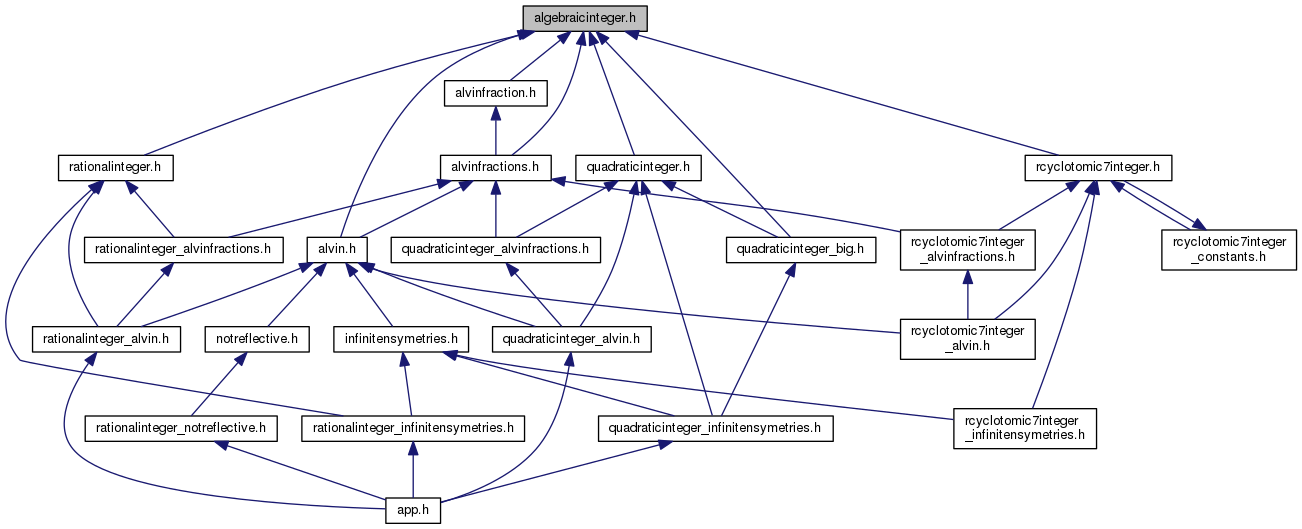 algebraicinteger.h
alvinfraction.h
rationalinteger.h
alvinfractions.h
quadraticinteger.h
rcyclotomic7integer.h
rationalinteger_alvinfractions.h
alvin.h
quadraticinteger_alvinfractions.h
quadraticinteger_big.h
rcyclotomic7integer
_alvinfractions.h
rcyclotomic7integer
_constants.h
rationalinteger_alvin.h
notreflective.h
infinitensymetries.h
quadraticinteger_alvin.h
rcyclotomic7integer
_alvin.h
rationalinteger_notreflective.h
rationalinteger_infinitensymetries.h
quadraticinteger_infinitensymetries.h
rcyclotomic7integer
_infinitensymetries.h
app.h